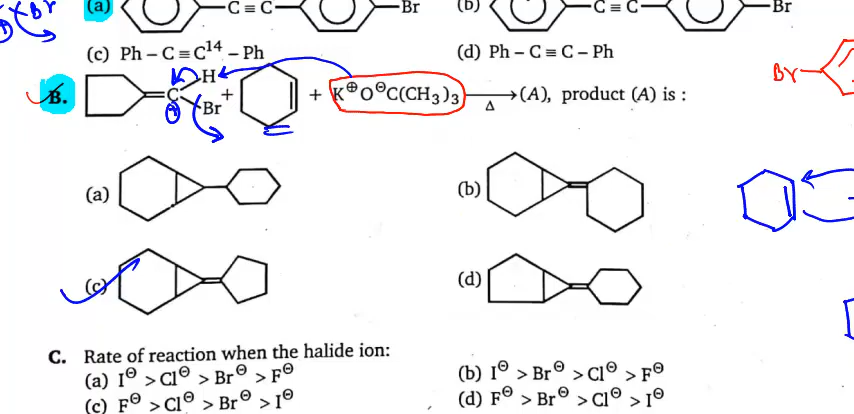 (a) C ≡ C Br (b) C ≡ C Br
(c) Ph – C ≡ C¹⁴ – Ph (d) Ph – C ≡ C – Ph
Br
B. C H Br + + K⊕O⊖C(CH₃)₃ Δ → (A), product (A) is :
(a) (b)
(c) (d)
C. Rate of reaction when the halide ion:
(a) I⊖ > Cl⊖ > Br⊖ > F⊖ (b) I⊖ > Br⊖ > Cl⊖ > F⊖
(c) F⊖ > Cl⊖ > Br⊖ > I⊖ (d) F⊖ > Br⊖ > Cl⊖ > I⊖